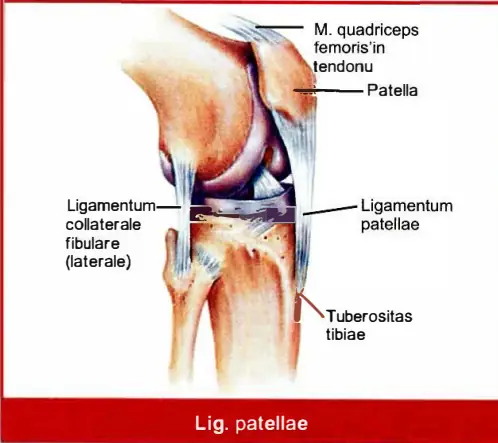 M. quadriceps
femoris'in
tendonu
Patella
Ligamentum
collaterale
fibulare
(laterale)
Ligamentum
patellae
Tuberositas
tibiae
Lig. patellae